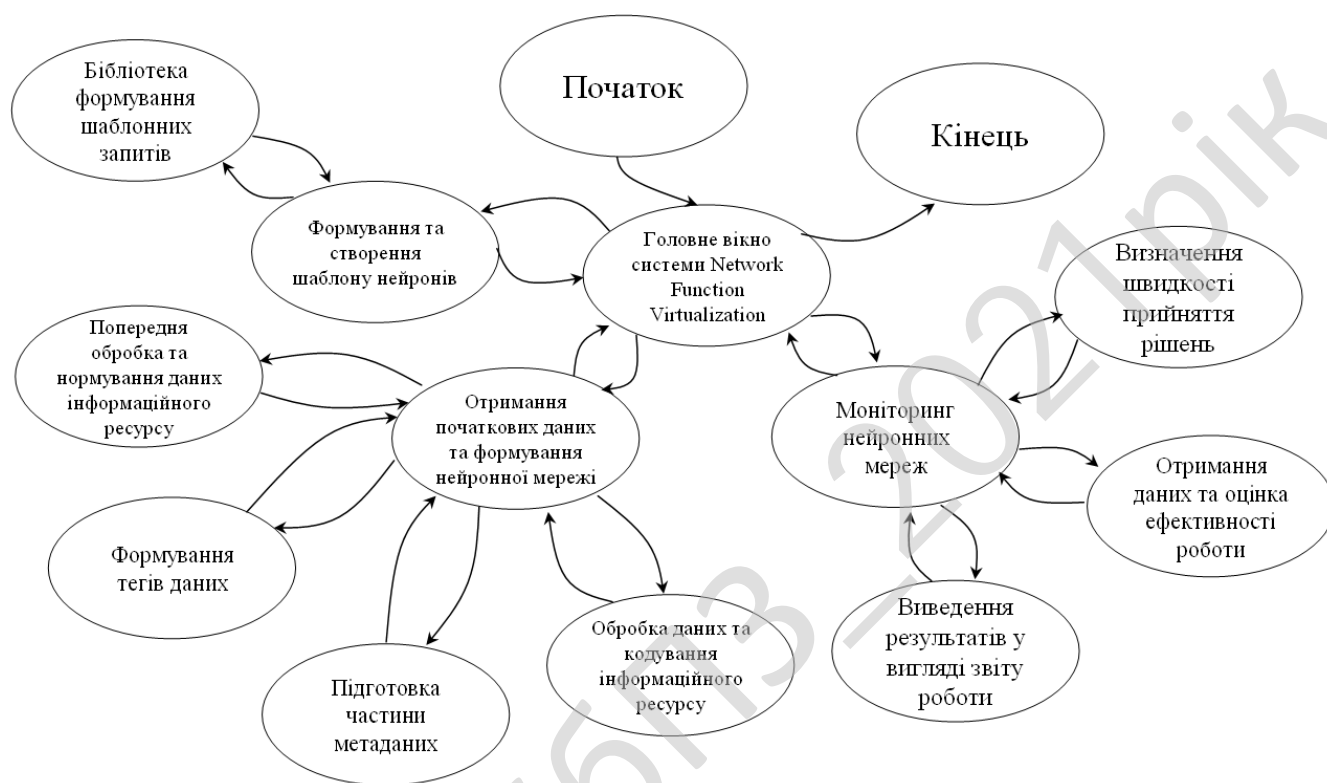 Початок
Кінець
Бібліотека
формування
шаблонних
запитів
Формування та
створення
шаблону нейронів
Головне вікно
системи Network
Function
Virtualization
Визначення
швидкості
прийняття
рішень
Попередня
обробка та
нормування даних
інформаційного
ресурсу
Отримання
початкових даних
та формування
нейронної мережі
Моніторинг
нейронних
мереж
Отримання
даних та оцінка
ефективності
роботи
Формування
тегів даних
Підготовка
частини
метаданих
Обробка даних та
кодування
інформаційного
ресурсу
Виведення
результатів у
вигляді звіту
роботи
бПЗ_2021рік